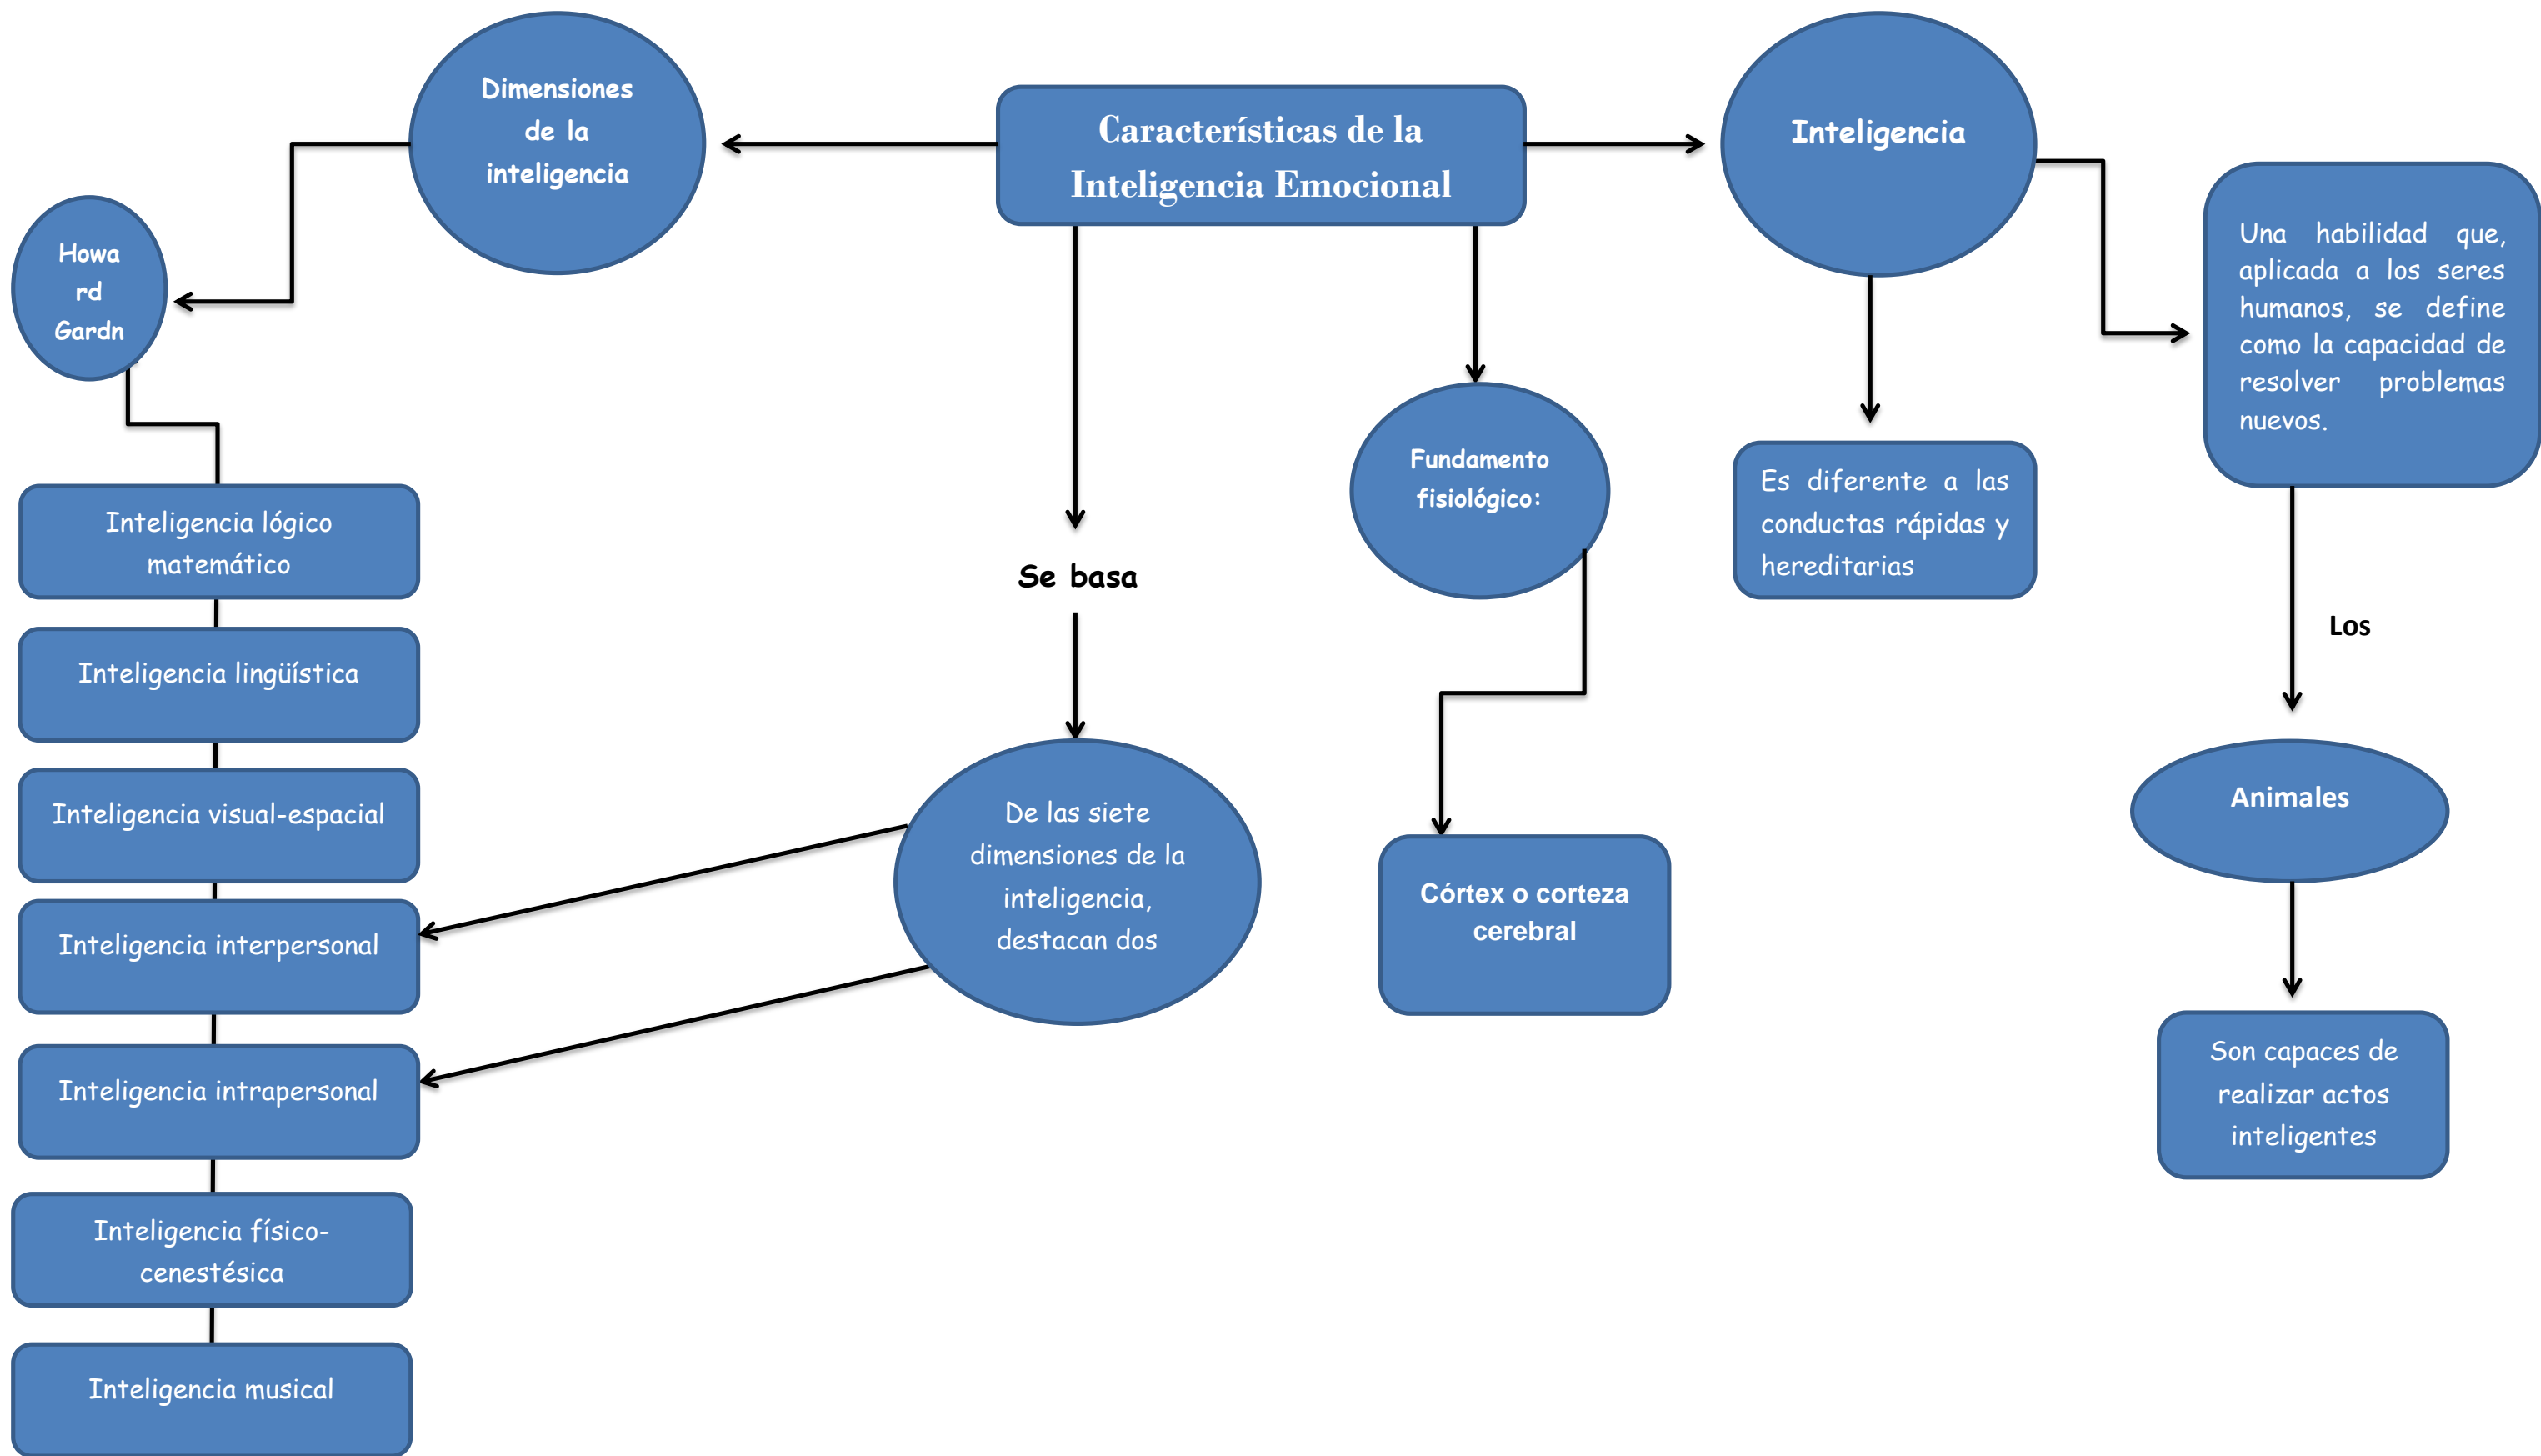 Características de la
Inteligencia Emocional
Dimensiones
de la
inteligencia
Howa
rd
Gardn
Inteligencia lógico
matemático
Inteligencia lingüística
Inteligencia visual-espacial
Inteligencia interpersonal
Inteligencia intrapersonal
Inteligencia físico-
cenestésica
Inteligencia musical
Se basa
De las siete
dimensiones de la
inteligencia,
destacan dos
Fundamento
fisiológico:
Córtex o corteza
cerebral
Inteligencia
Es diferente a las
conductas rápidas y
hereditarias
Una habilidad que,
aplicada a los seres
humanos, se define
como la capacidad de
resolver problemas
nuevos.
Los
Animales
Son capaces de
realizar actos
inteligentes